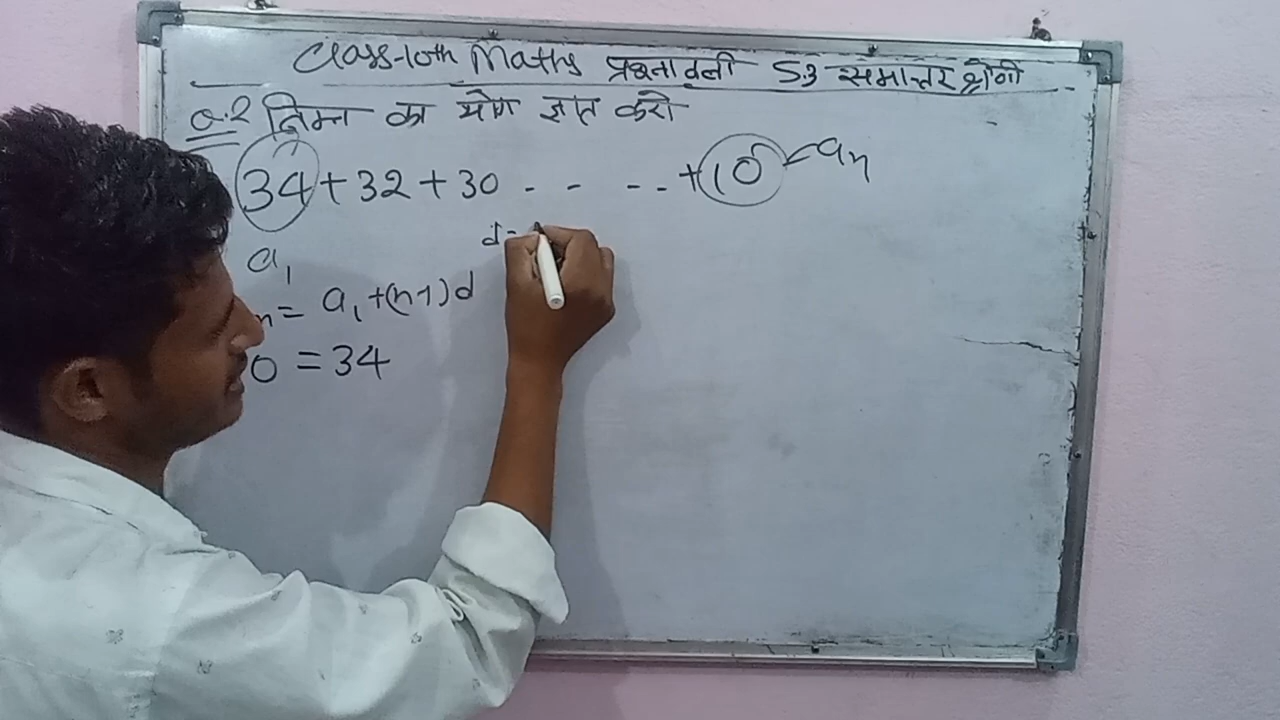 Class-10th Maths प्रश्नावली 5.3 समान्तर श्रेणी
Q.2 निम्न का योग ज्ञात करो
34+32+30 - - - - +10 ← an
a1
n = a1+(n-1)d
d=
0 = 34